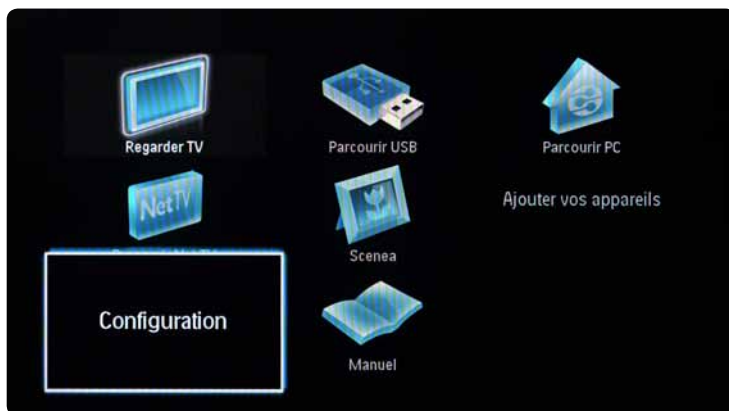 Regarder TV
Parcourir USB
Parcourir PC
NetTV
Scenea
Ajouter vos appareils
Configuration
Manuel